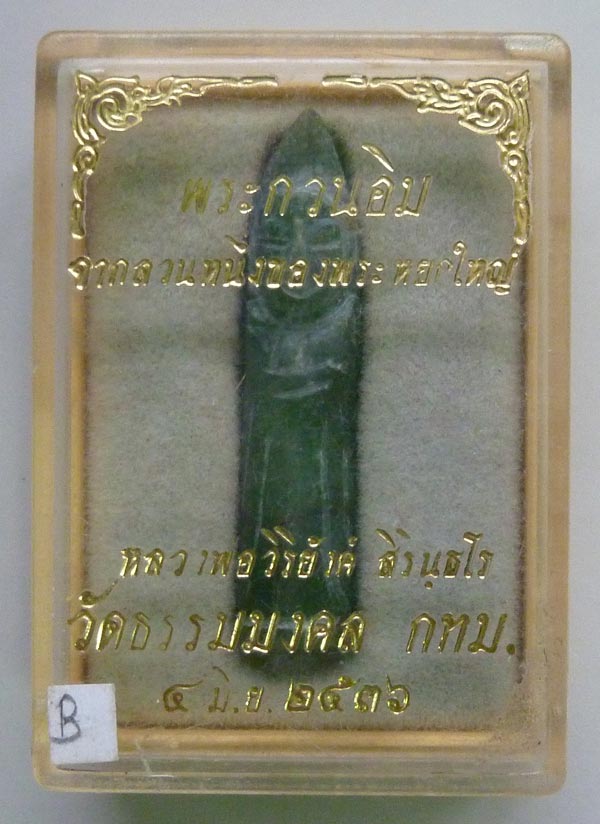 พระกวนอิม
จากส่วนหนึ่งของพระหยกใหญ่
หลวงพ่อวิริยังค์ สิรินฺธโร
วัดธรรมมงคล กทม.
๔ มิ.ย. ๒๕๓๖
B